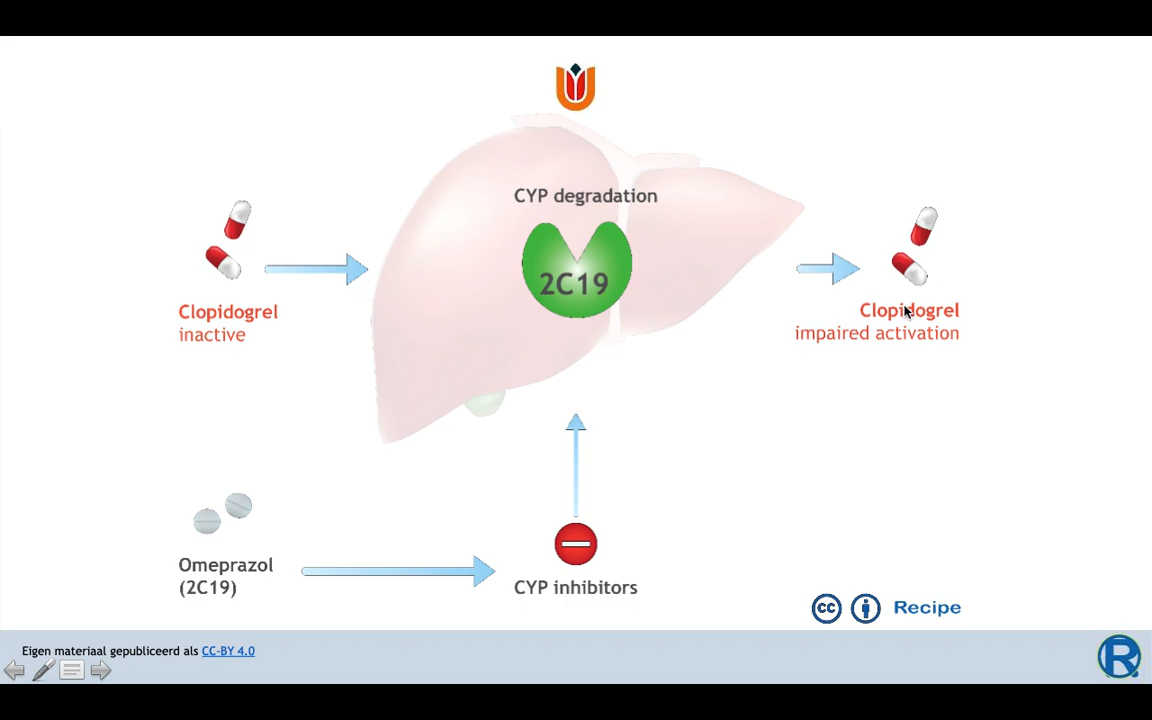 CYP degradation
2C19
Clopidogrel
inactive
Clopidogrel
impaired activation
Omeprazol
(2C19)
CYP inhibitors
cc
Recipe
Eigen materiaal gepubliceerd als CC-BY 4.0
R